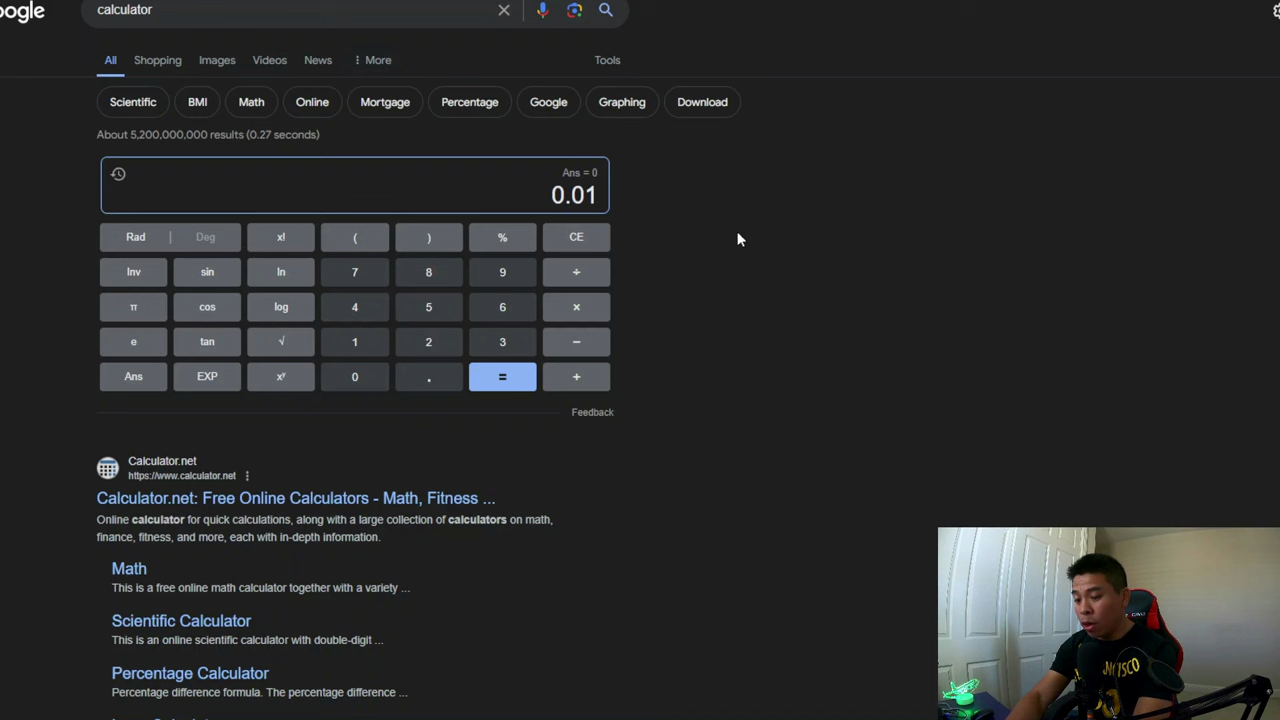 oogle
calculator
All Shopping Images Videos News More Tools
Scientific BMI Math Online Mortgage Percentage Google Graphing Download
About 5,200,000,000 results (0.27 seconds)
Ans = 0
0.01
Rad | Deg x! ( ) % CE
Inv sin ln 7 8 9 ÷
π cos log 4 5 6 ×
e tan √ 1 2 3 −
Ans EXP xʸ 0 . = +
Feedback
Calculator.net
https://www.calculator.net
Calculator.net: Free Online Calculators - Math, Fitness ...
Online calculator for quick calculations, along with a large collection of calculators on math,
finance, fitness, and more, each with in-depth information.
Math
This is a free online math calculator together with a variety ...
Scientific Calculator
This is an online scientific calculator with double-digit ...
Percentage Calculator
Percentage difference formula. The percentage difference ...